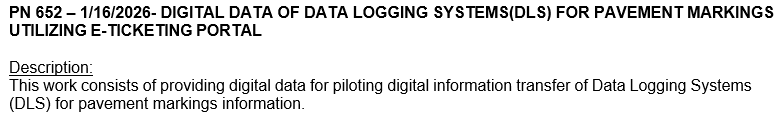 PN 652 – 1/16/2026- DIGITAL DATA OF DATA LOGGING SYSTEMS(DLS) FOR PAVEMENT MARKINGS
UTILIZING E-TICKETING PORTAL
Description:
This work consists of providing digital data for piloting digital information transfer of Data Logging Systems
(DLS) for pavement markings information.